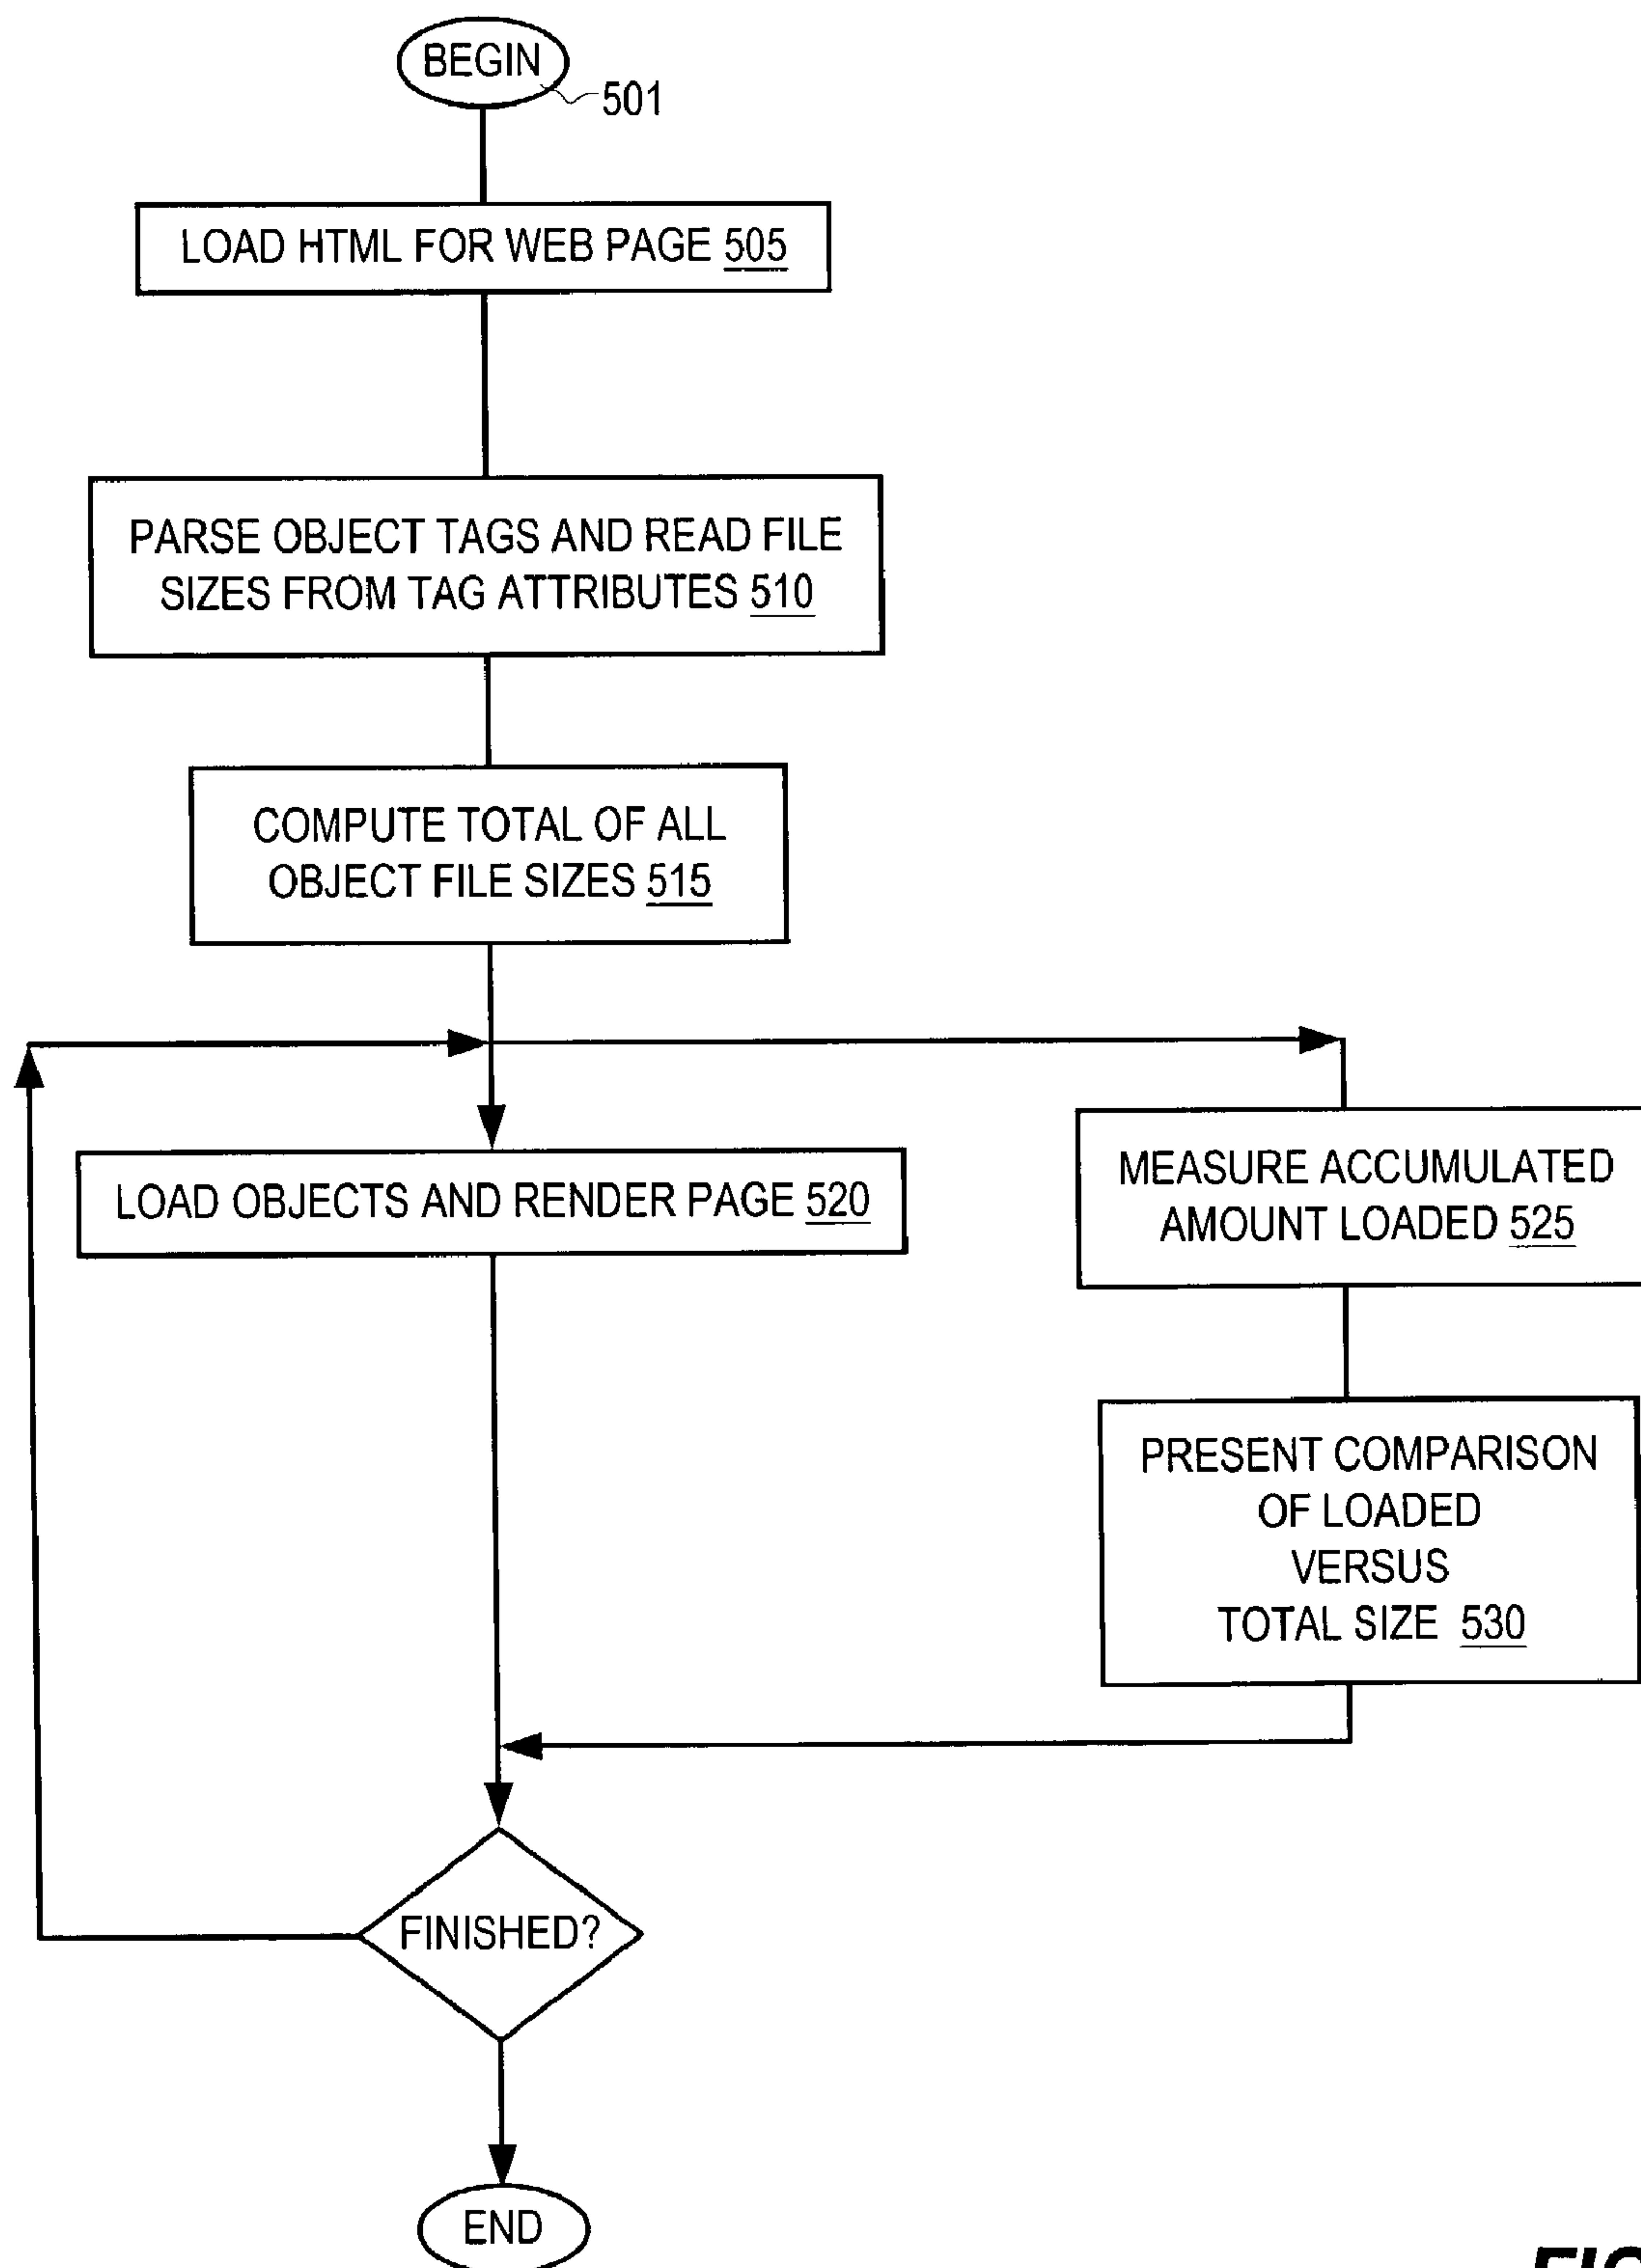 BEGIN
501
LOAD HTML FOR WEB PAGE 505
PARSE OBJECT TAGS AND READ FILE
SIZES FROM TAG ATTRIBUTES 510
COMPUTE TOTAL OF ALL
OBJECT FILE SIZES 515
LOAD OBJECTS AND RENDER PAGE 520
MEASURE ACCUMULATED
AMOUNT LOADED 525
PRESENT COMPARISON
OF LOADED
VERSUS
TOTAL SIZE 530
FINISHED?
END